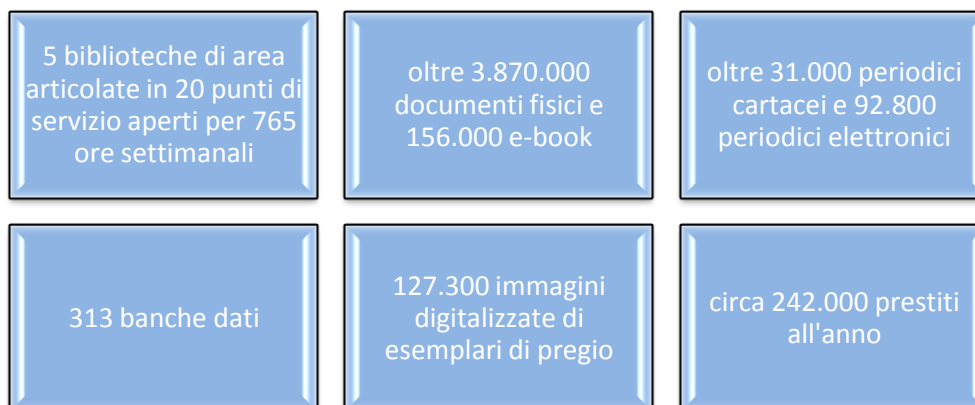 5 biblioteche di area
articolate in 20 punti di
servizio aperti per 765
ore settimanali
oltre 3.870.000
documenti fisici e
156.000 e-book
oltre 31.000 periodici
cartacei e 92.800
periodici elettronici
313 banche dati
127.300 immagini
digitalizzate di
esemplari di pregio
circa 242.000 prestiti
all'anno